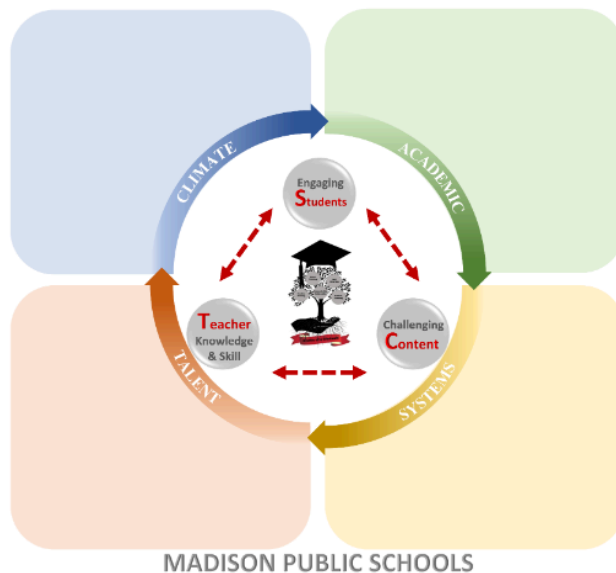 CLIMATE
ACADEMIC
Engaging
Students
Teacher
Knowledge
& Skill
Challenging
Content
TALENT
SYSTEMS
MADISON PUBLIC SCHOOLS